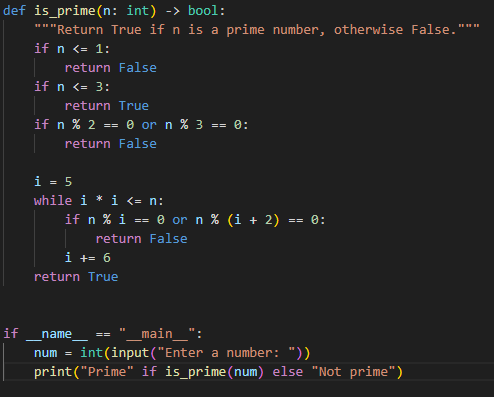 def is_prime(n: int) -> bool:
    """Return True if n is a prime number, otherwise False."""
    if n <= 1:
        return False
    if n <= 3:
        return True
    if n % 2 == 0 or n % 3 == 0:
        return False

    i = 5
    while i * i <= n:
        if n % i == 0 or n % (i + 2) == 0:
            return False
        i += 6
    return True


if __name__ == "__main__":
    num = int(input("Enter a number: "))
    print("Prime" if is_prime(num) else "Not prime")